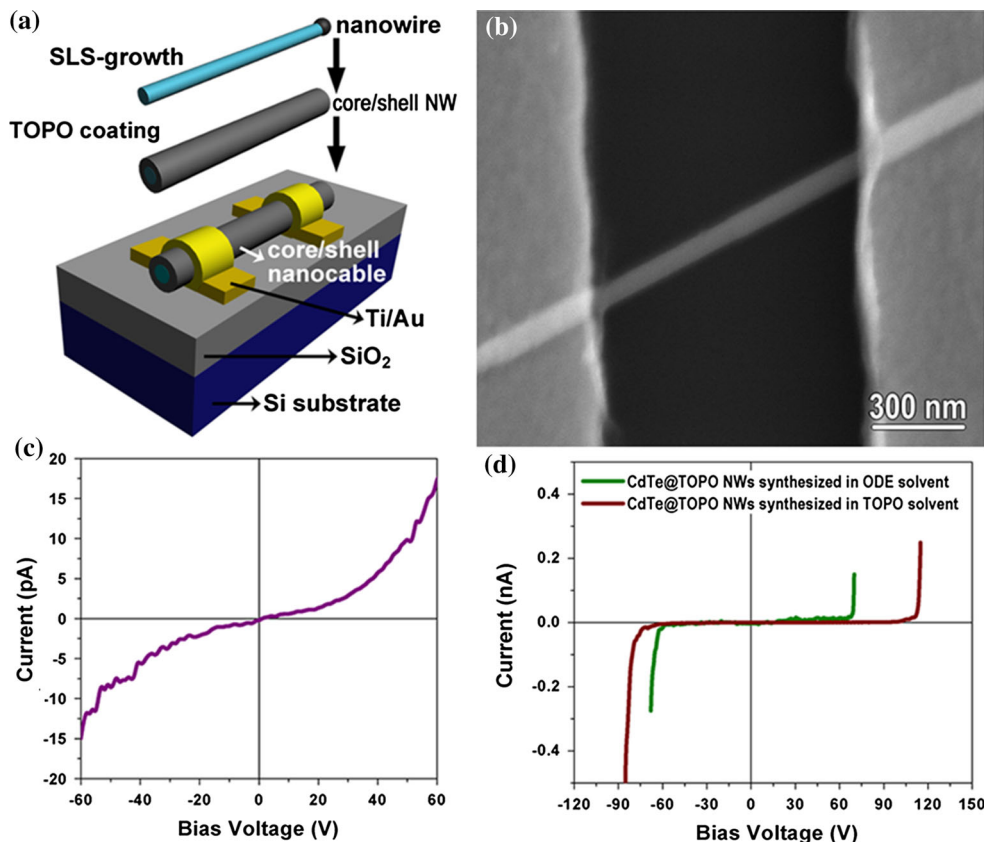 (a)
nanowire
SLS-growth
core/shell NW
TOPO coating
core/shell
nanocable
Ti/Au
SiO₂
Si substrate
(b)
300 nm
(c)
20
15
10
5
0
-5
-10
-15
-20
-60 -40 -20 0 20 40 60
Current (pA)
Bias Voltage (V)
(d)
CdTe@TOPO NWs synthesized in ODE solvent
CdTe@TOPO NWs synthesized in TOPO solvent
0.4
0.2
0.0
-0.2
-0.4
-120 -90 -60 -30 0 30 60 90 120 150
Current (nA)
Bias Voltage (V)